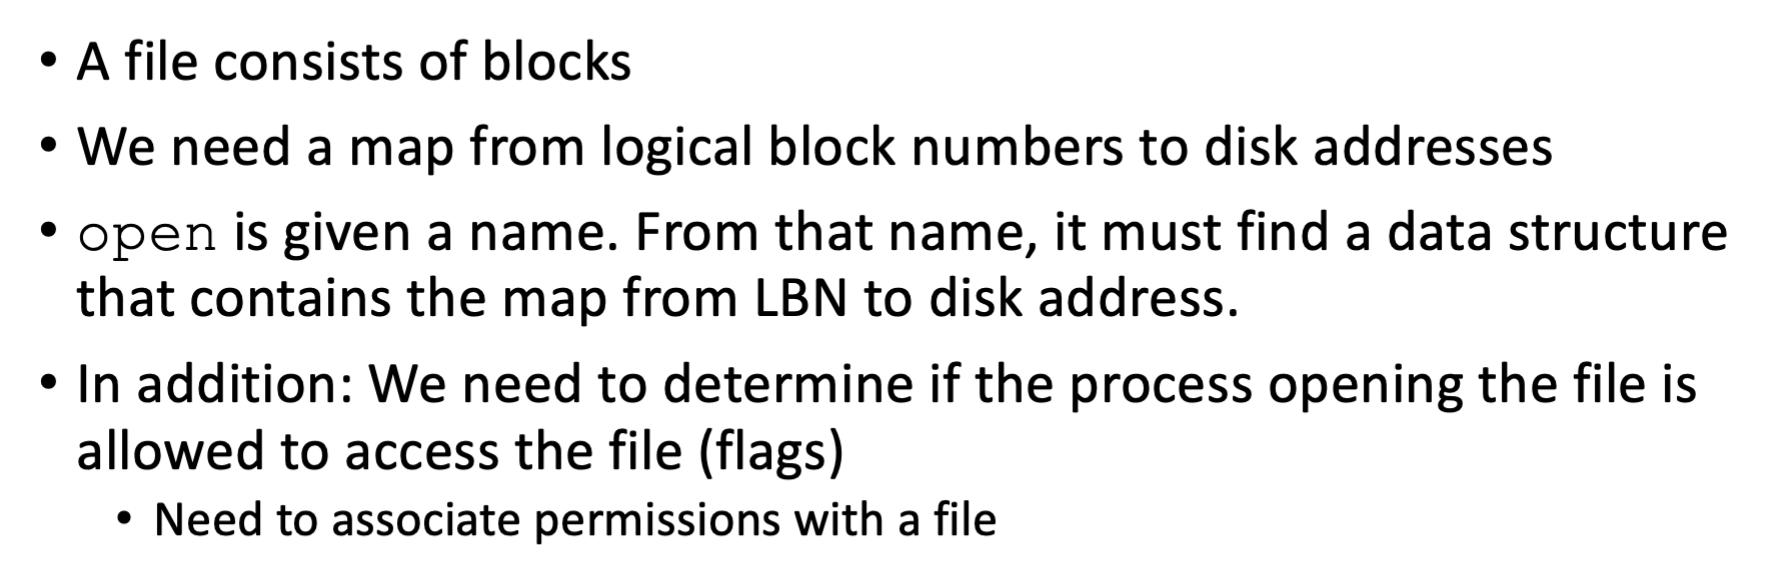 • A file consists of blocks
• We need a map from logical block numbers to disk addresses
• open is given a name. From that name, it must find a data structure
that contains the map from LBN to disk address.
• In addition: We need to determine if the process opening the file is
allowed to access the file (flags)
• Need to associate permissions with a file